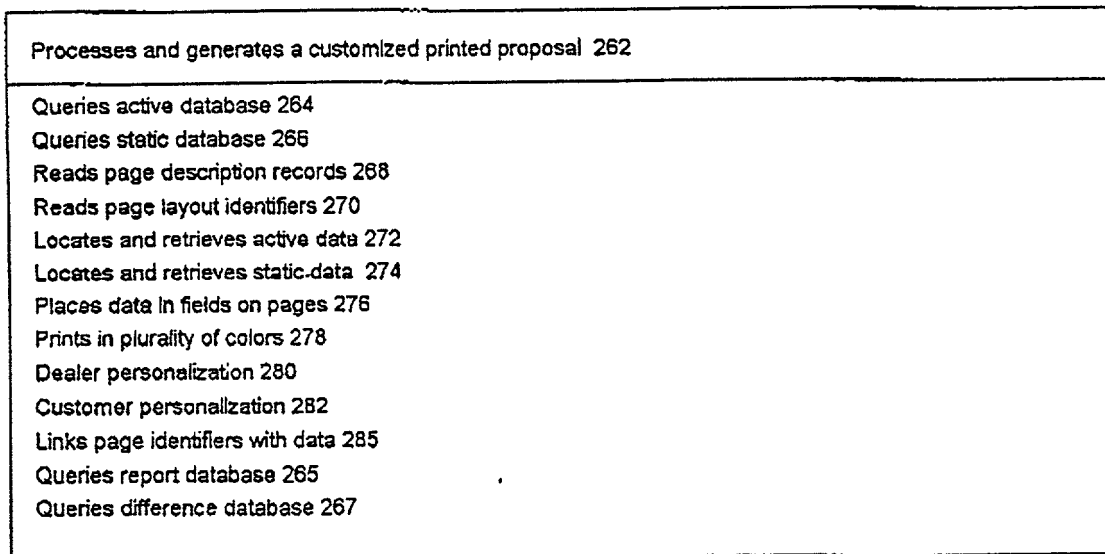 Processes and generates a customized printed proposal 262
Queries active database 264
Queries static database 266
Reads page description records 268
Reads page layout identifiers 270
Locates and retrieves active data 272
Locates and retrieves static data 274
Places data in fields on pages 276
Prints in plurality of colors 278
Dealer personalization 280
Customer personalization 282
Links page identifiers with data 285
Queries report database 265
Queries difference database 267